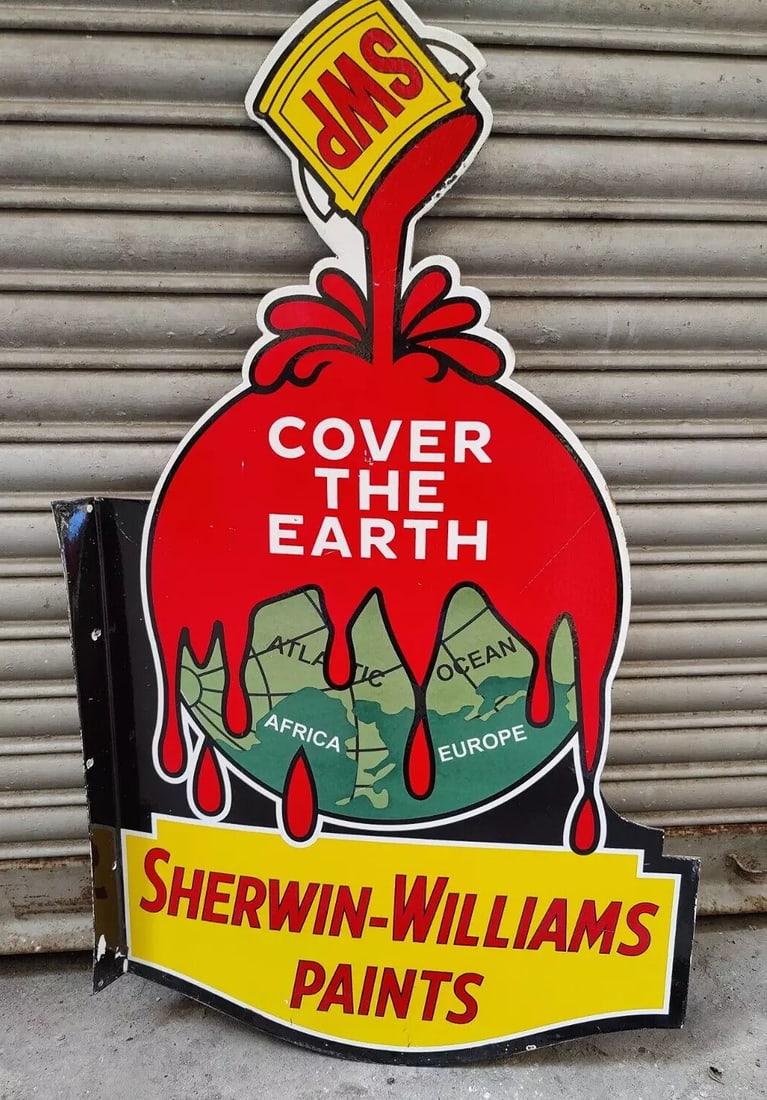 SWP
COVER
THE
EARTH
ATLANTIC OCEAN
AFRICA
EUROPE
SHERWIN-WILLIAMS
PAINTS